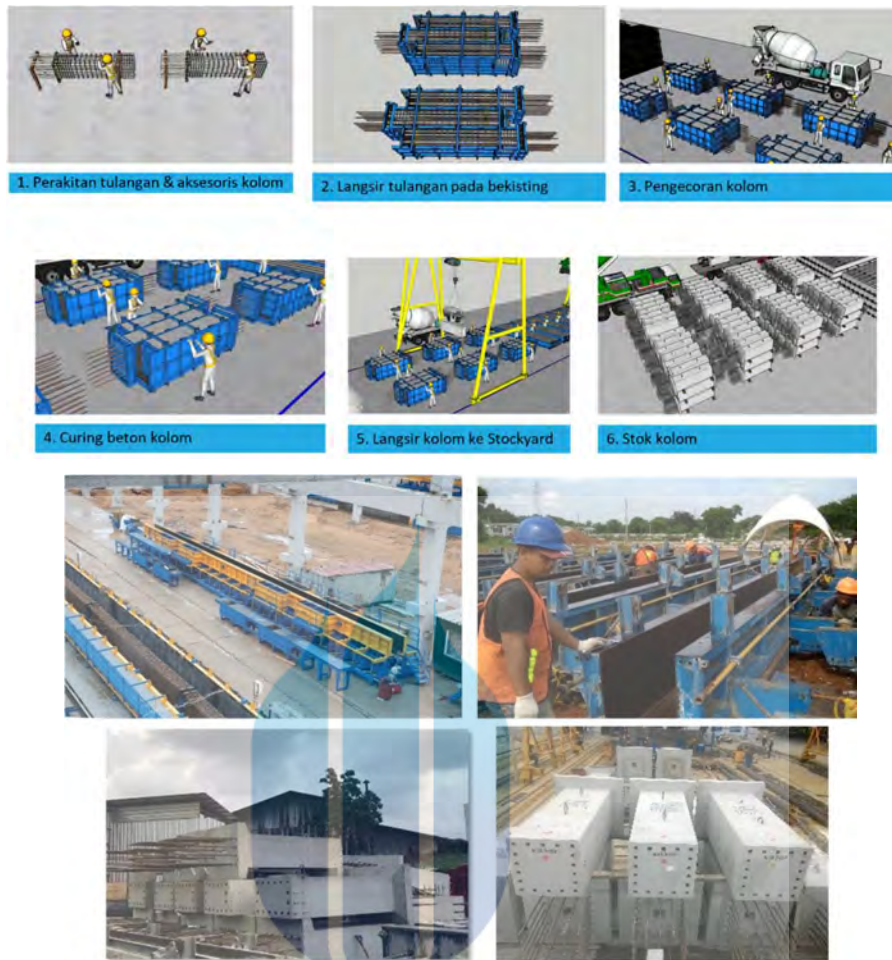 1. Perakitan tulangan & aksesoris kolom
2. Langsir tulangan pada bekisting
3. Pengecoran kolom
4. Curing beton kolom
5. Langsir kolom ke Stockyard
6. Stok kolom